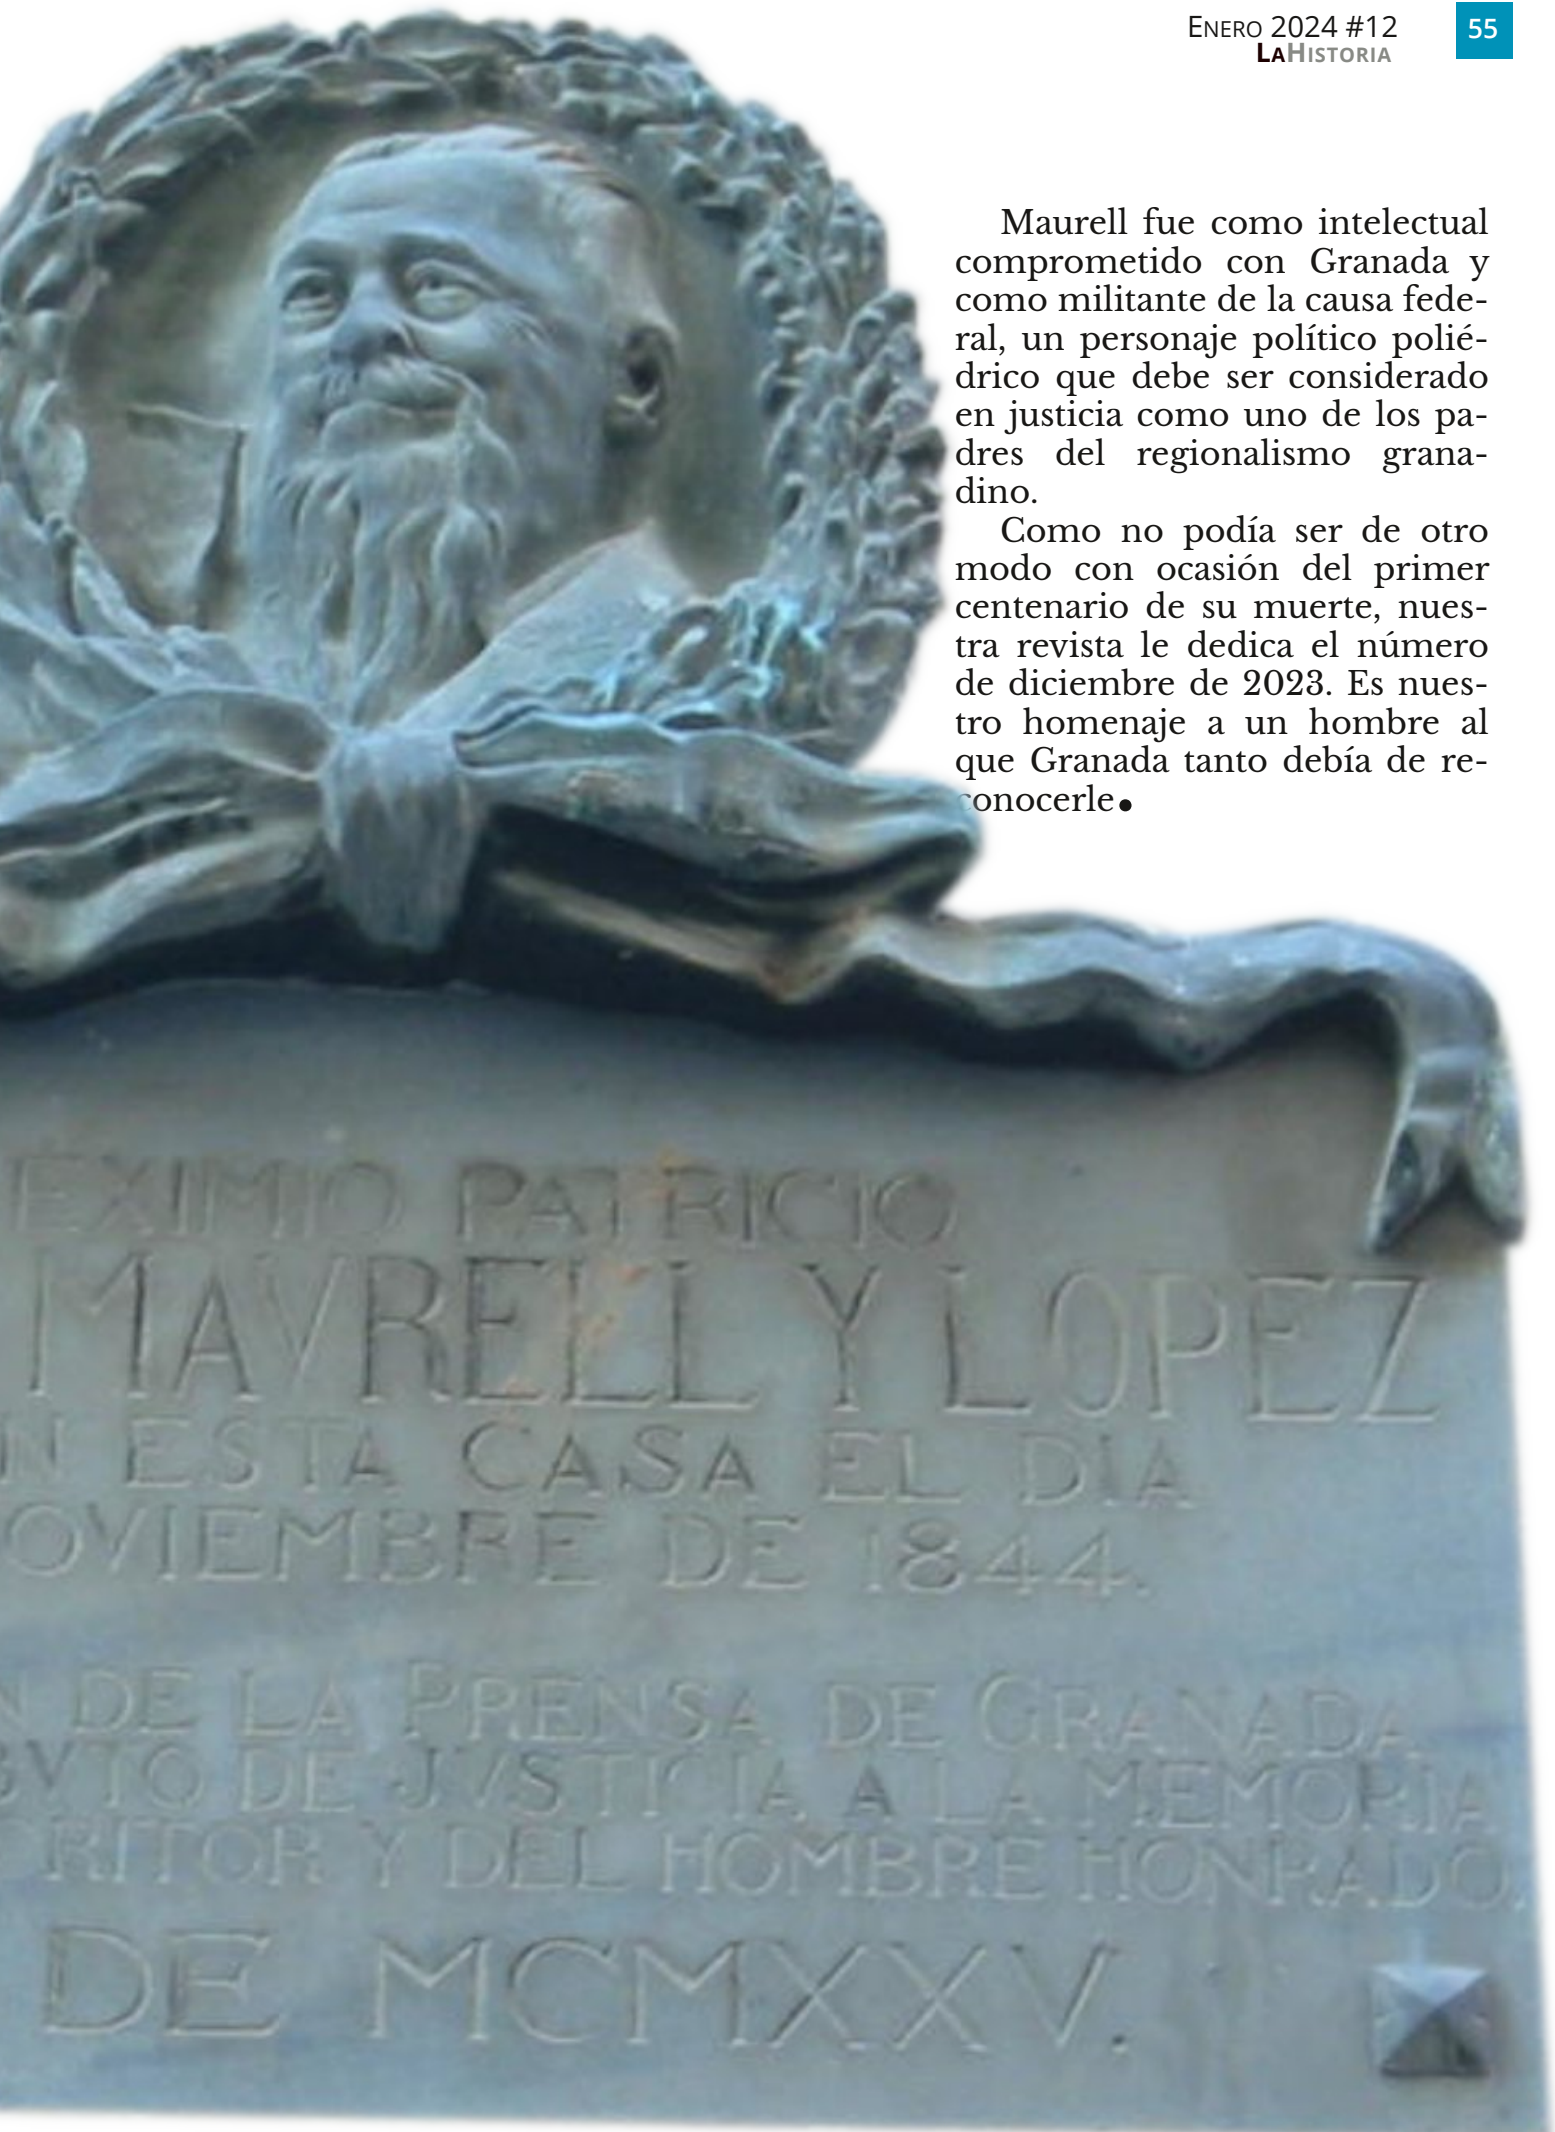 ENERO 2024 #12
LAHISTORIA
55
Maurell fue como intelectual
comprometido con Granada y
como militante de la causa fede-
ral, un personaje político polié-
drico que debe ser considerado
en justicia como uno de los pa-
dres del regionalismo grana-
dino.
Como no podía ser de otro
modo con ocasión del primer
centenario de su muerte, nues-
tra revista le dedica el número
de diciembre de 2023. Es nues-
tro homenaje a un hombre al
que Granada tanto debía de re-
conocerle●
EXIMIO PATRICIO
MAVRELL Y LOPEZ
N ESTA CASA EL DIA
OVIEMBRE DE 1844.
N DE LA PRENSA DE GRANADA
BVTO DE JVSTICIA A LA MEMORIA
CRITOR Y DEL HOMBRE HONRADO.
DE MCMXXV.